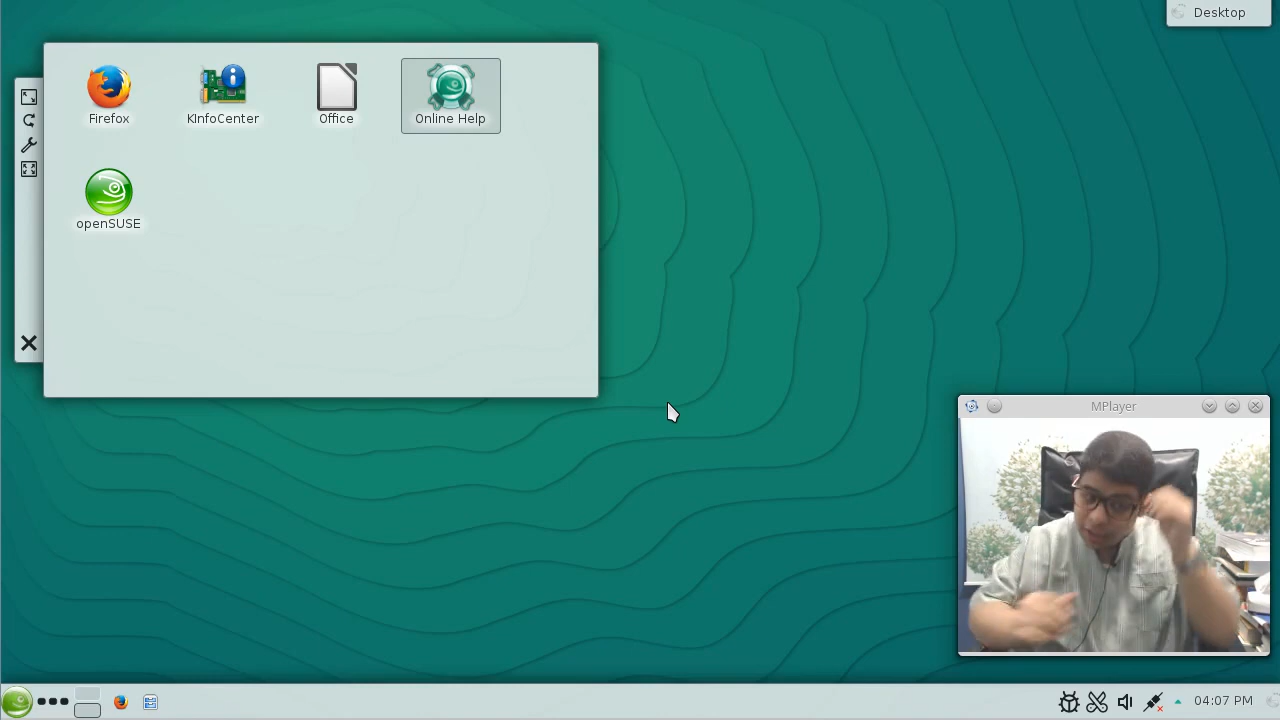 Desktop
Firefox
KInfoCenter
Office
Online Help
openSUSE
MPlayer
04:07 PM